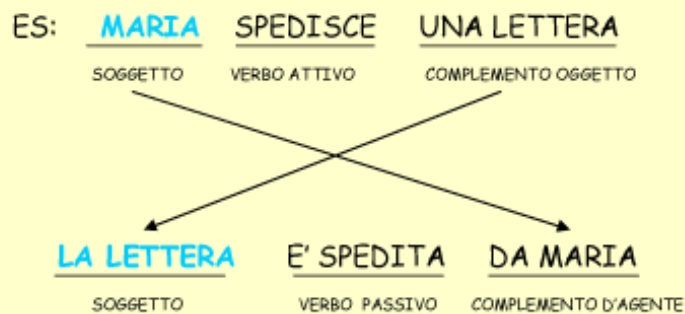 ES: MARIA SPEDISCE UNA LETTERA
SOGGETTO VERBO ATTIVO COMPLEMENTO OGGETTO
LA LETTERA E' SPEDITA DA MARIA
SOGGETTO VERBO PASSIVO COMPLEMENTO D'AGENTE